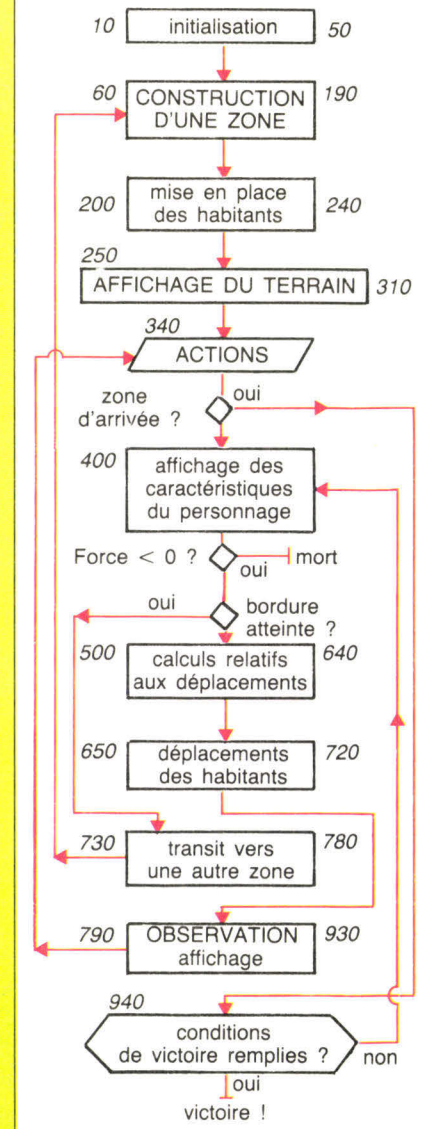 10 initialisation 50
60 CONSTRUCTION 190
D'UNE ZONE
200 mise en place 240
des habitants
250
AFFICHAGE DU TERRAIN 310
340
ACTIONS
zone oui
d'arrivée ?
400 affichage des
caractéristiques
du personnage
Force < 0 ? mort
oui
oui bordure
atteinte ?
500 calculs relatifs 640
aux déplacements
650 déplacements 720
des habitants
730 transit vers 780
une autre zone
790 OBSERVATION 930
affichage
940
conditions
de victoire remplies ? non
oui
victoire !